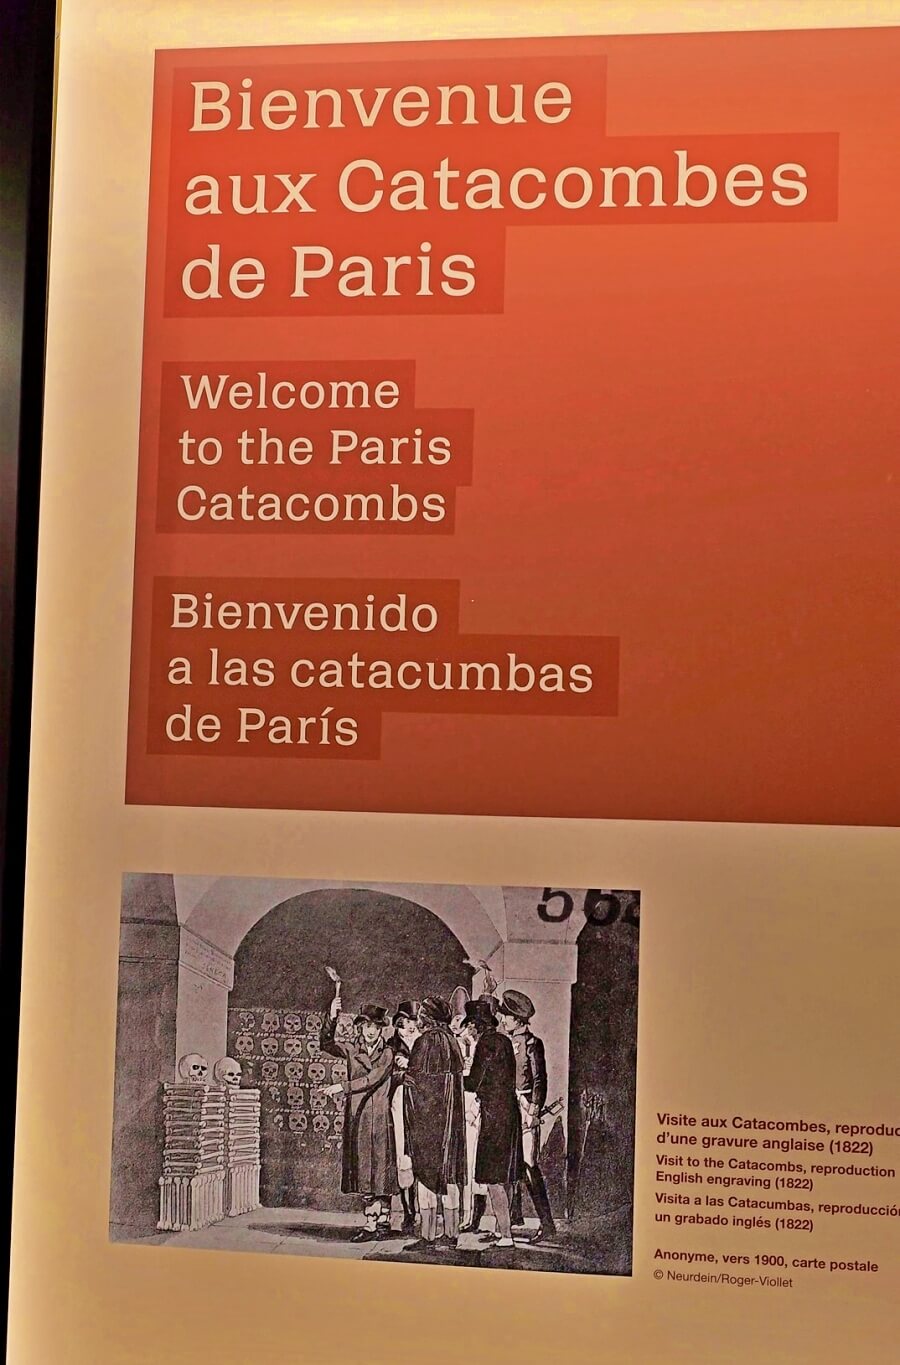 Bienvenue
aux Catacombes
de Paris
Welcome
to the Paris
Catacombs
Bienvenido
a las catacumbas
de París
56
Visite aux Catacombes, reproduc
d'une gravure anglaise (1822)
Visit to the Catacombs, reproduction
English engraving (1822)
Visita a las Catacumbas, reproducción
un grabado inglés (1822)
Anonyme, vers 1900, carte postale
© Neurdein/Roger-Viollet